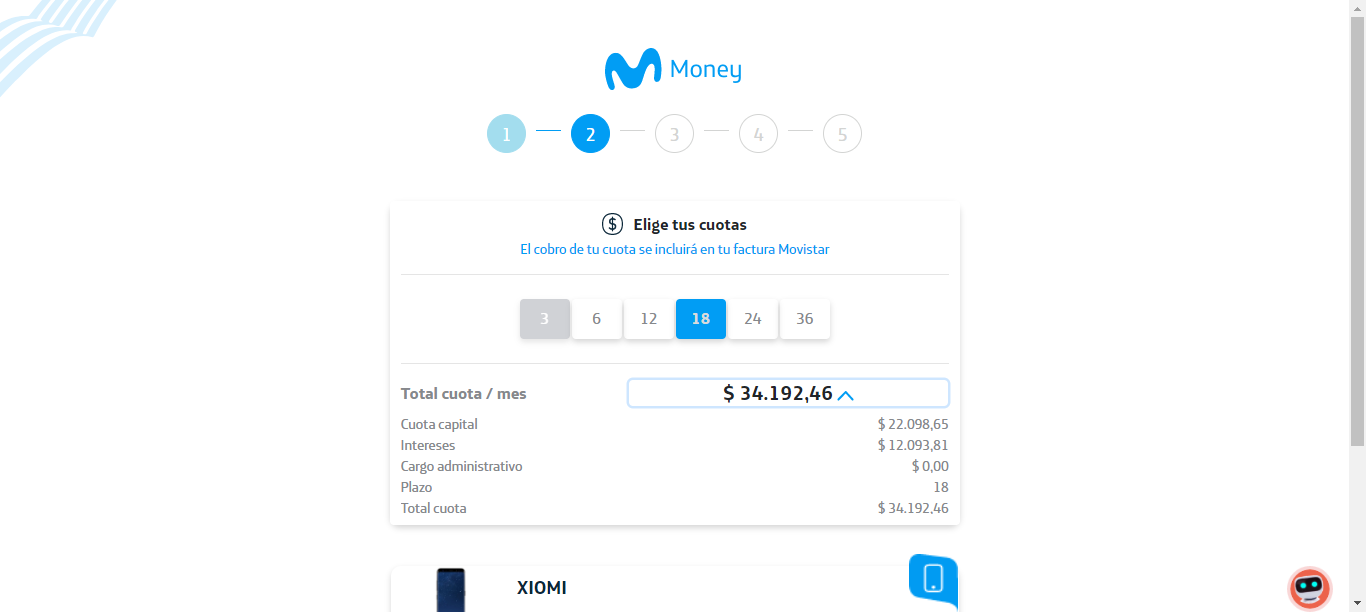 Money
1 2 3 4 5
Elige tus cuotas
El cobro de tu cuota se incluirá en tu factura Movistar
3 6 12 18 24 36
Total cuota / mes $ 34.192,46
Cuota capital $ 22.098,65
Intereses $ 12.093,81
Cargo administrativo $ 0,00
Plazo 18
Total cuota $ 34.192,46
XIOMI